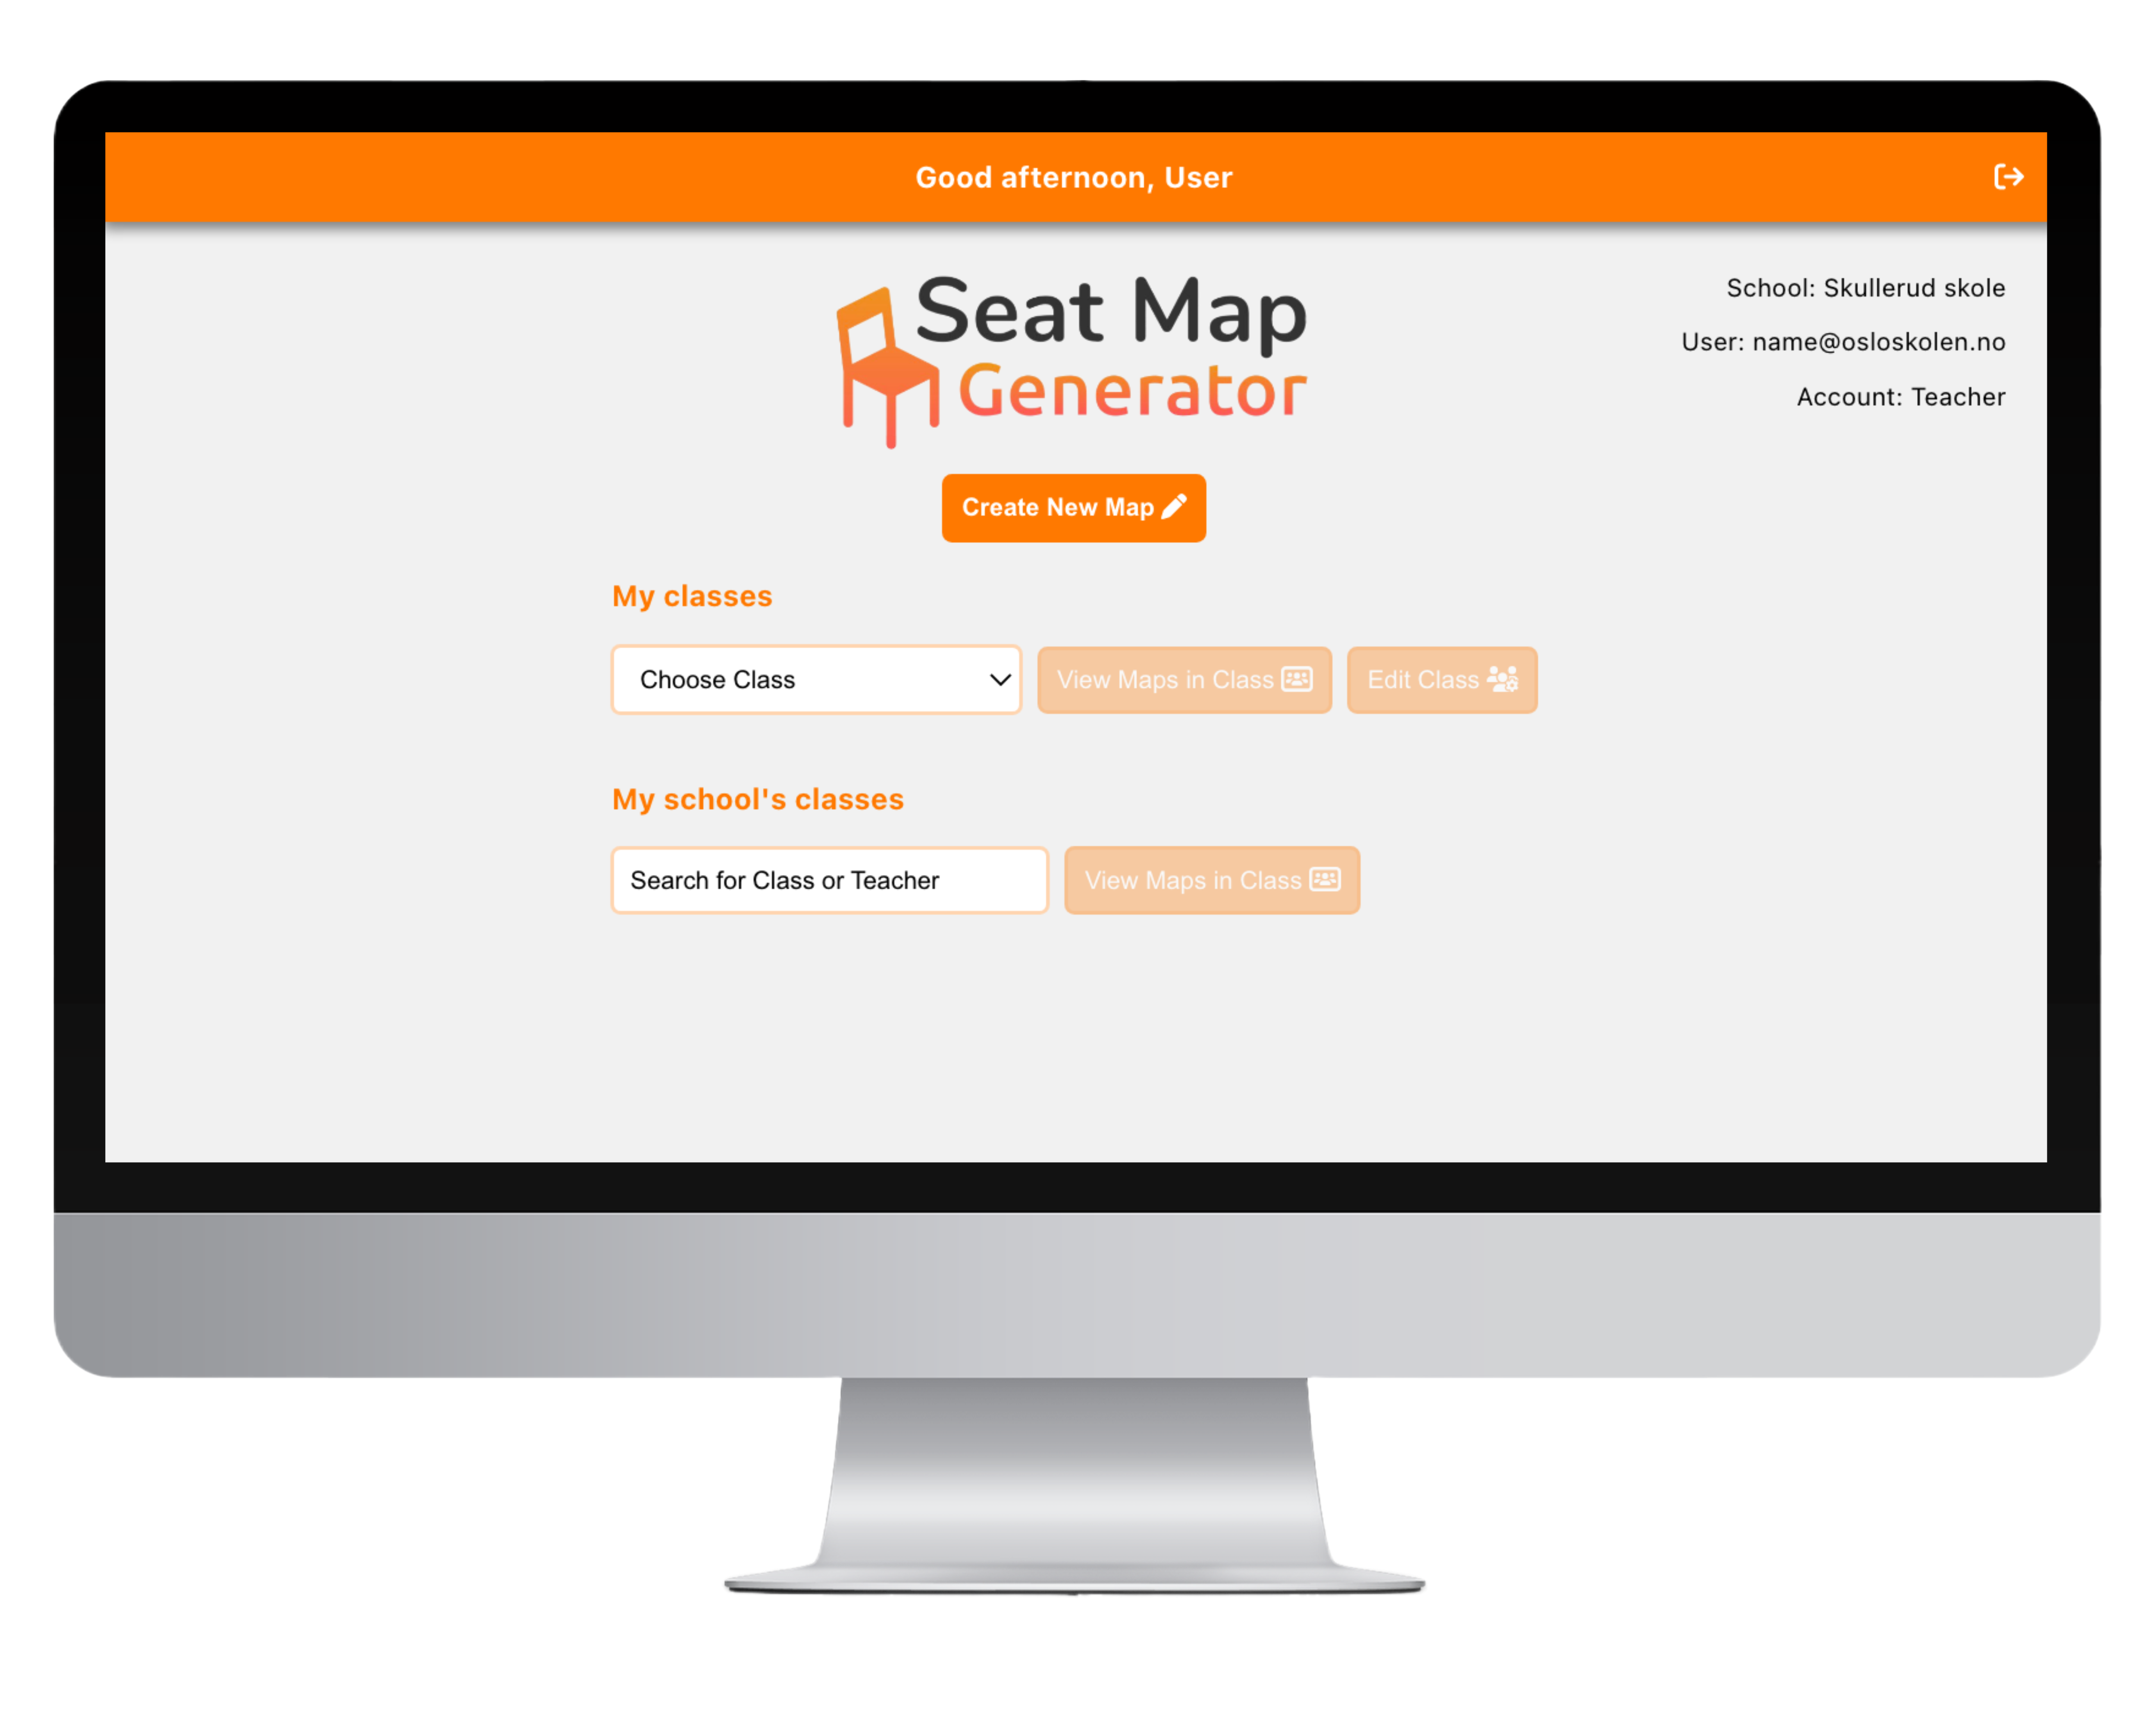 Good afternoon, User
Seat Map
Generator
School: Skullerud skole
User: name@osloskolen.no
Account: Teacher
Create New Map
My classes
Choose Class
View Maps in Class
Edit Class
My school's classes
Search for Class or Teacher
View Maps in Class